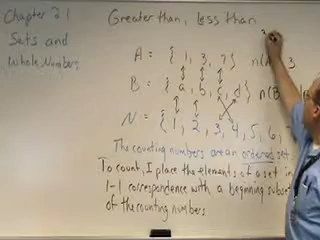 Chapter 2.1
Sets and
Whole Numbers
Greater than, less than
A = { 1, 3, 7 } n(A) 3
B = { a, b, c, d } n(B
N = { 1, 2, 3, 4, 5, 6,
The counting numbers are an ordered set
To count, I place the elements of a set in
1-1 correspondence with a beginning subset
of the counting numbers